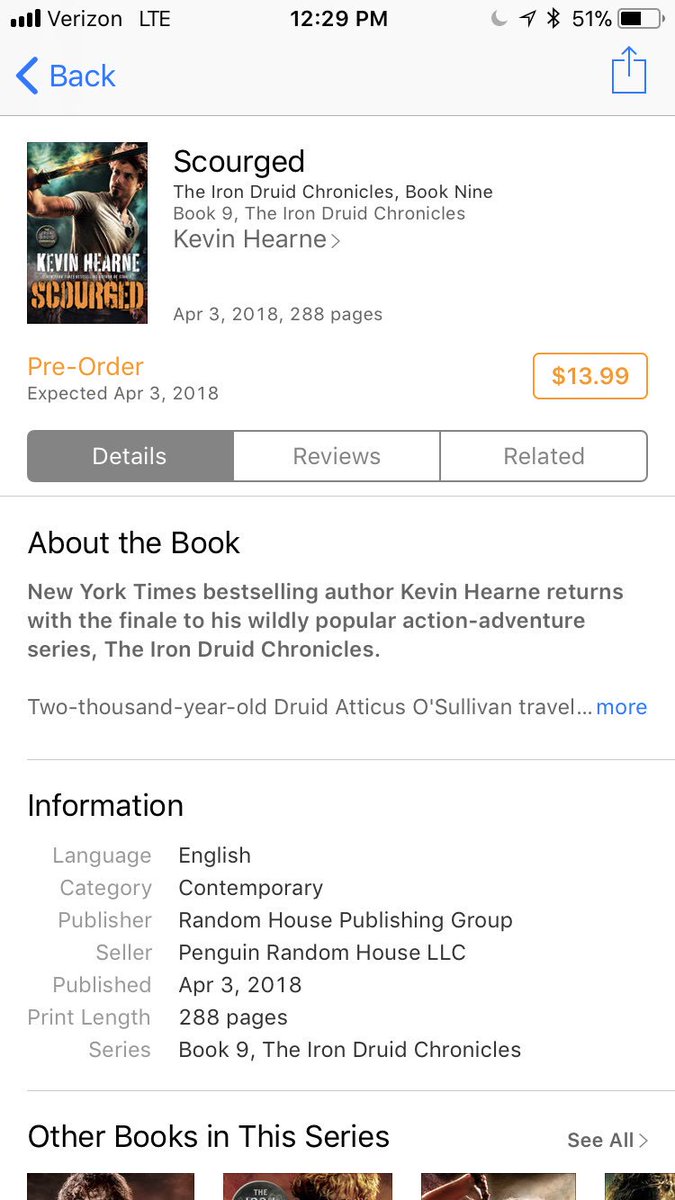 Verizon LTE 12:29 PM 51%
Back
Scourged
The Iron Druid Chronicles, Book Nine
Book 9, The Iron Druid Chronicles
Kevin Hearne
KEVIN HEARNE
SCOURGED
Apr 3, 2018, 288 pages
Pre-Order
Expected Apr 3, 2018
$13.99
Details Reviews Related
About the Book
New York Times bestselling author Kevin Hearne returns
with the finale to his wildly popular action-adventure
series, The Iron Druid Chronicles.
Two-thousand-year-old Druid Atticus O'Sullivan travel... more
Information
Language English
Category Contemporary
Publisher Random House Publishing Group
Seller Penguin Random House LLC
Published Apr 3, 2018
Print Length 288 pages
Series Book 9, The Iron Druid Chronicles
Other Books in This Series See All
THE